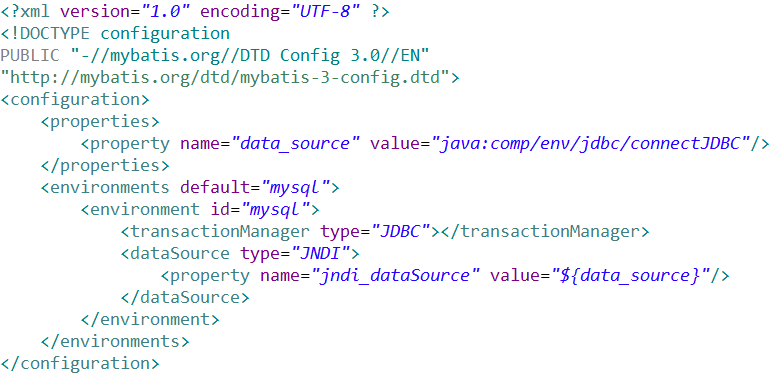 <?xml version="1.0" encoding="UTF-8" ?>
<!DOCTYPE configuration
PUBLIC "-//mybatis.org//DTD Config 3.0//EN"
"http://mybatis.org/dtd/mybatis-3-config.dtd">
<configuration>
    <properties>
        <property name="data_source" value="java:comp/env/jdbc/connectJDBC"/>
    </properties>
    <environments default="mysql">
        <environment id="mysql">
            <transactionManager type="JDBC"></transactionManager>
            <dataSource type="JNDI">
                <property name="jndi_dataSource" value="${data_source}"/>
            </dataSource>
        </environment>
    </environments>
</configuration>